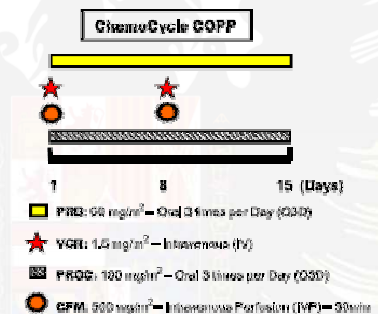 ChemoCycle COPP
1 8 15 (Days)
PRD: 60 mg/m² – Oral 3 times per Day (O3D)
VCR: 1.5 mg/m² – Intravenous (IV)
PROC: 100 mg/m² – Oral 3 times per Day (O3D)
CFM: 500 mg/m² – Intravenous Perfusion (IVP) – 30min